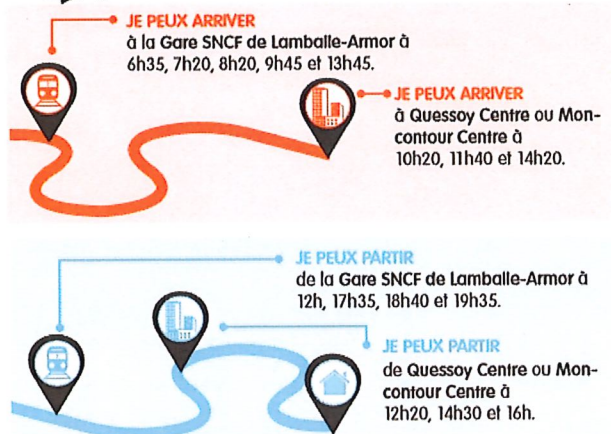 JE PEUX ARRIVER
à la Gare SNCF de Lamballe-Armor à
6h35, 7h20, 8h20, 9h45 et 13h45.
JE PEUX ARRIVER
à Quessoy Centre ou Mon-
contour Centre à
10h20, 11h40 et 14h20.
JE PEUX PARTIR
de la Gare SNCF de Lamballe-Armor à
12h, 17h35, 18h40 et 19h35.
JE PEUX PARTIR
de Quessoy Centre ou Mon-
contour Centre à
12h20, 14h30 et 16h.